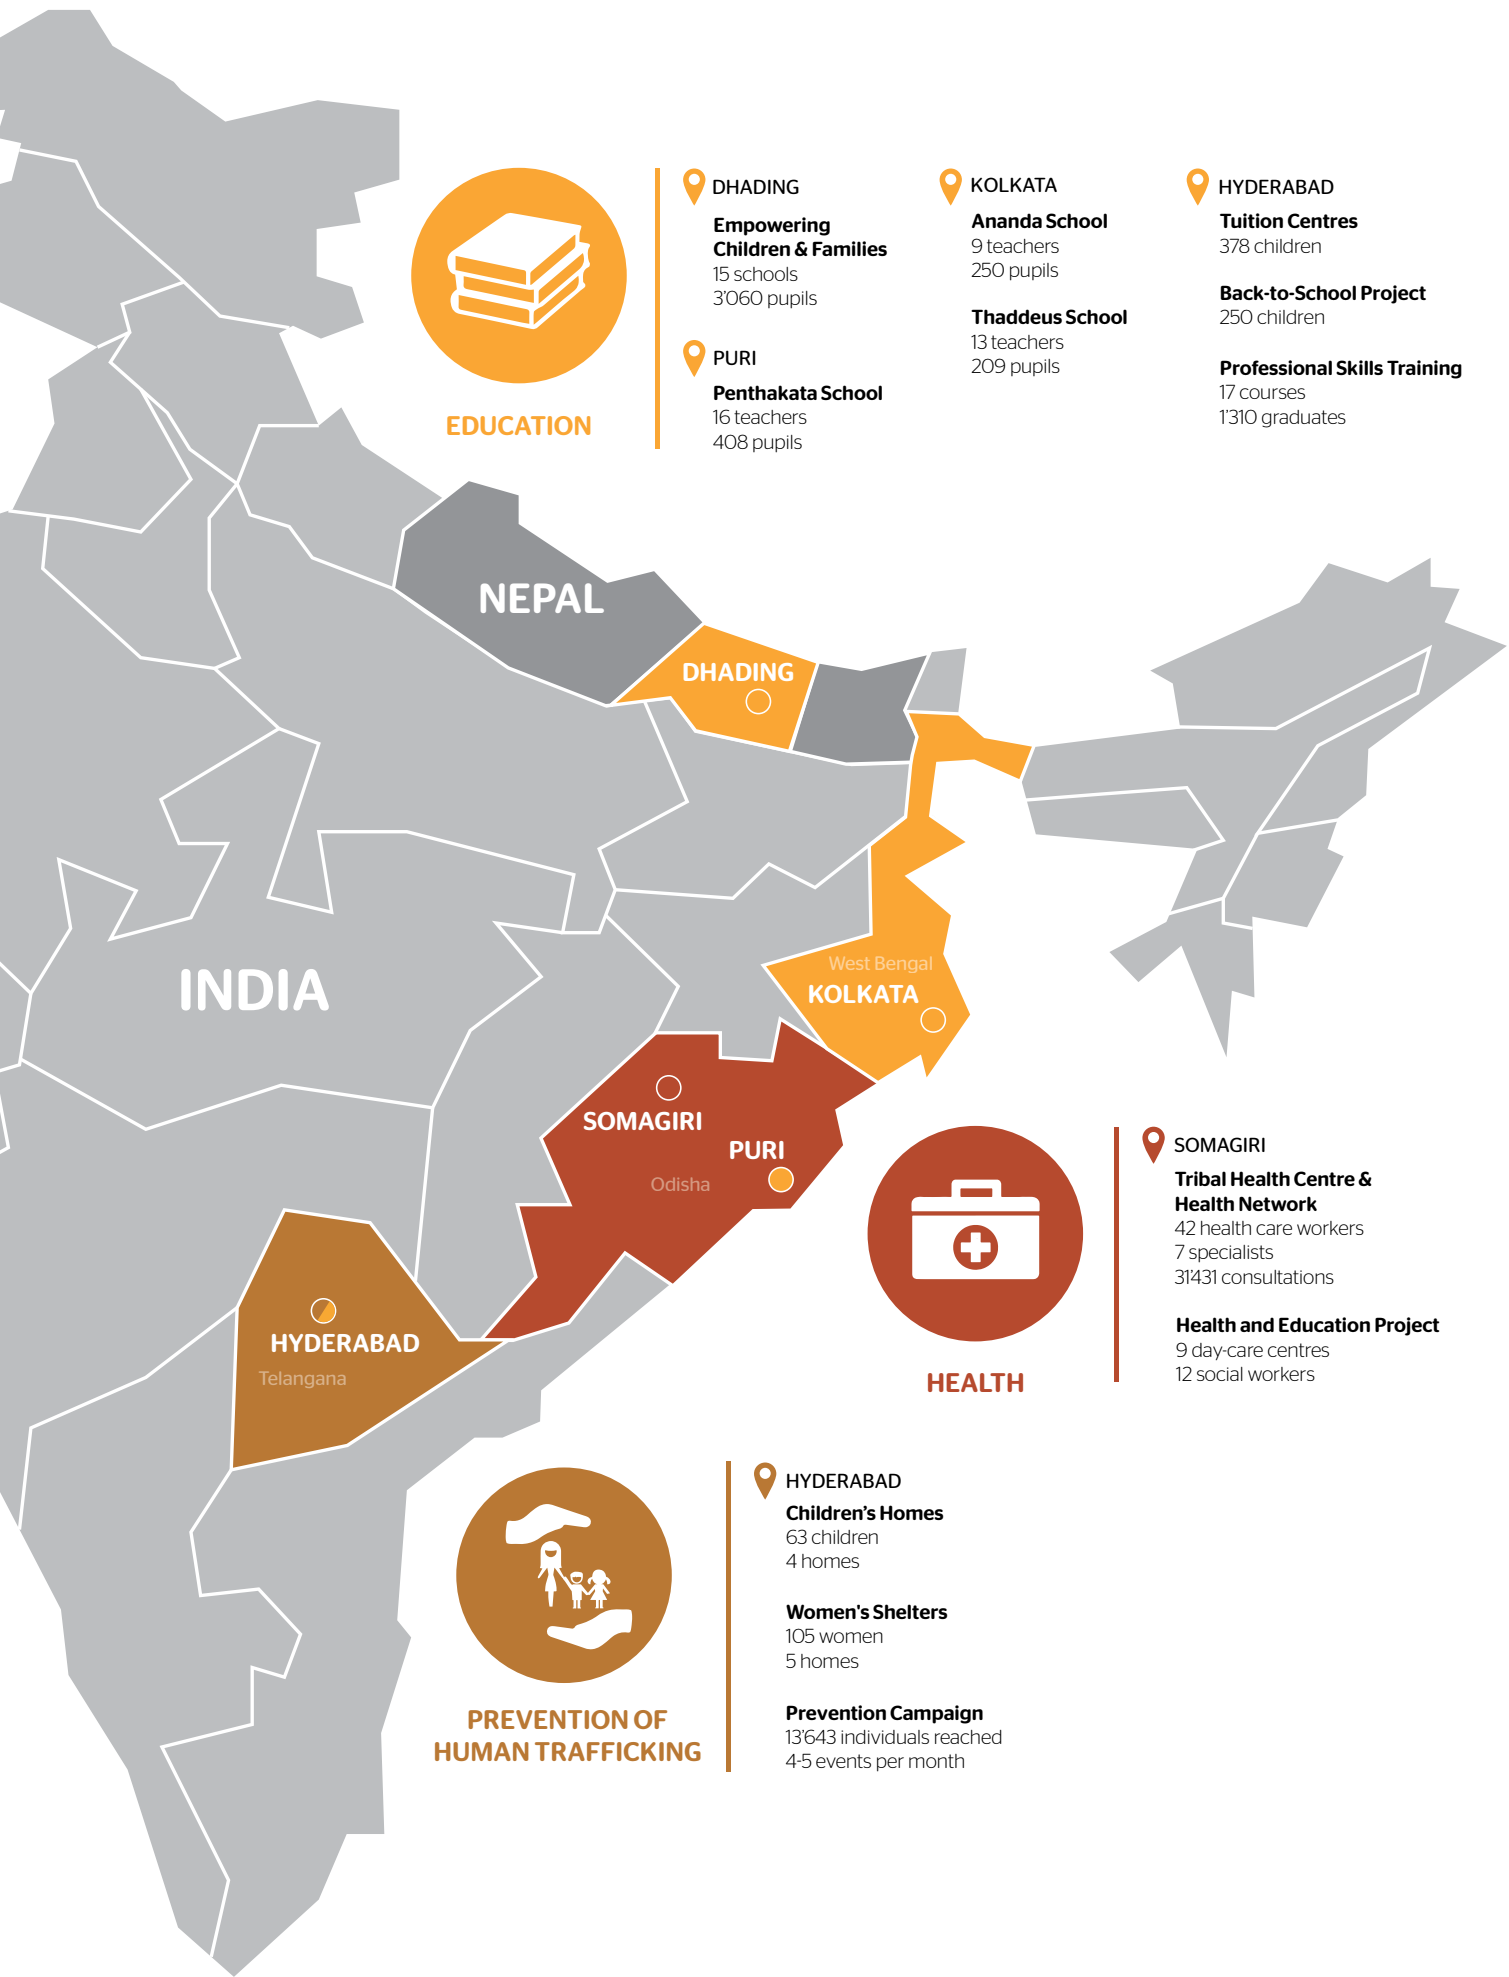 DHADING
Empowering
Children & Families
15 schools
3'060 pupils
PURI
Penthakata School
16 teachers
408 pupils
KOLKATA
Ananda School
9 teachers
250 pupils
Thaddeus School
13 teachers
209 pupils
HYDERABAD
Tuition Centres
378 children
Back-to-School Project
250 children
Professional Skills Training
17 courses
1'310 graduates
EDUCATION
NEPAL
DHADING
INDIA
West Bengal
KOLKATA
SOMAGIRI
PURI
Odisha
HYDERABAD
Telangana
SOMAGIRI
Tribal Health Centre &
Health Network
42 health care workers
7 specialists
31'431 consultations
Health and Education Project
9 day-care centres
12 social workers
HEALTH
HYDERABAD
Children’s Homes
63 children
4 homes
Women's Shelters
105 women
5 homes
Prevention Campaign
13'643 individuals reached
4-5 events per month
PREVENTION OF
HUMAN TRAFFICKING